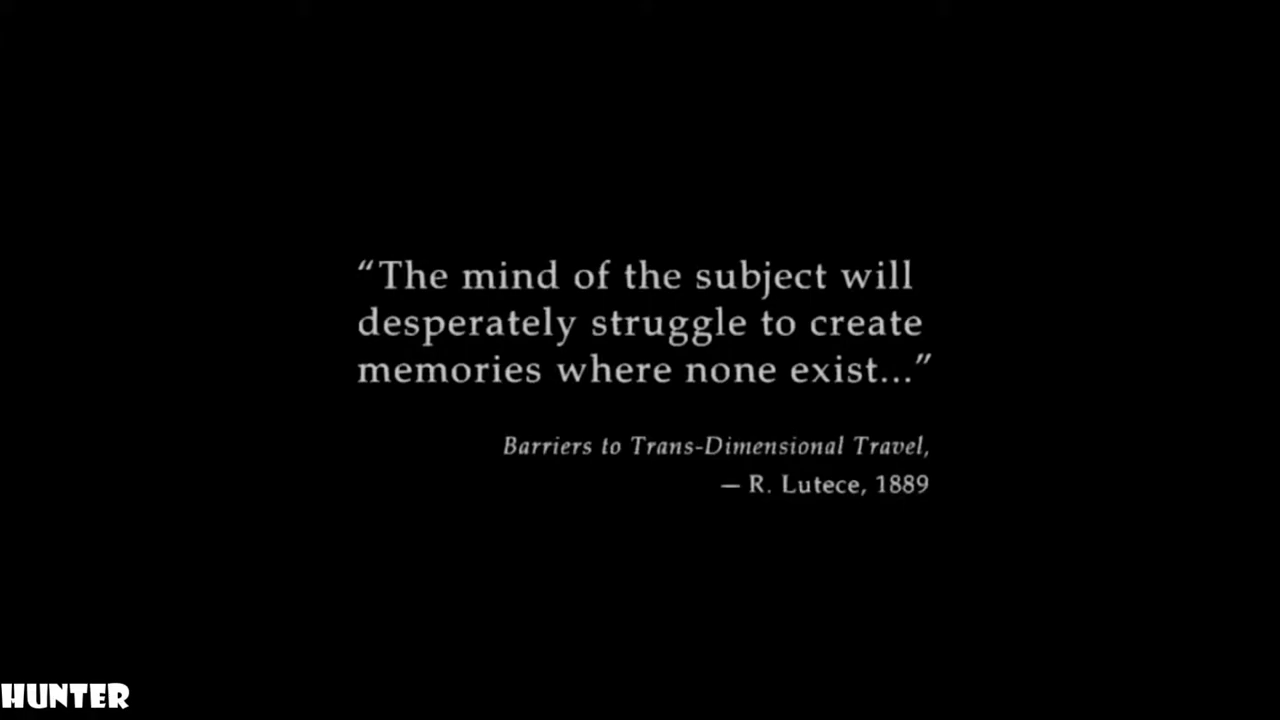 “The mind of the subject will
desperately struggle to create
memories where none exist...”
Barriers to Trans-Dimensional Travel,
— R. Lutece, 1889
HUNTER